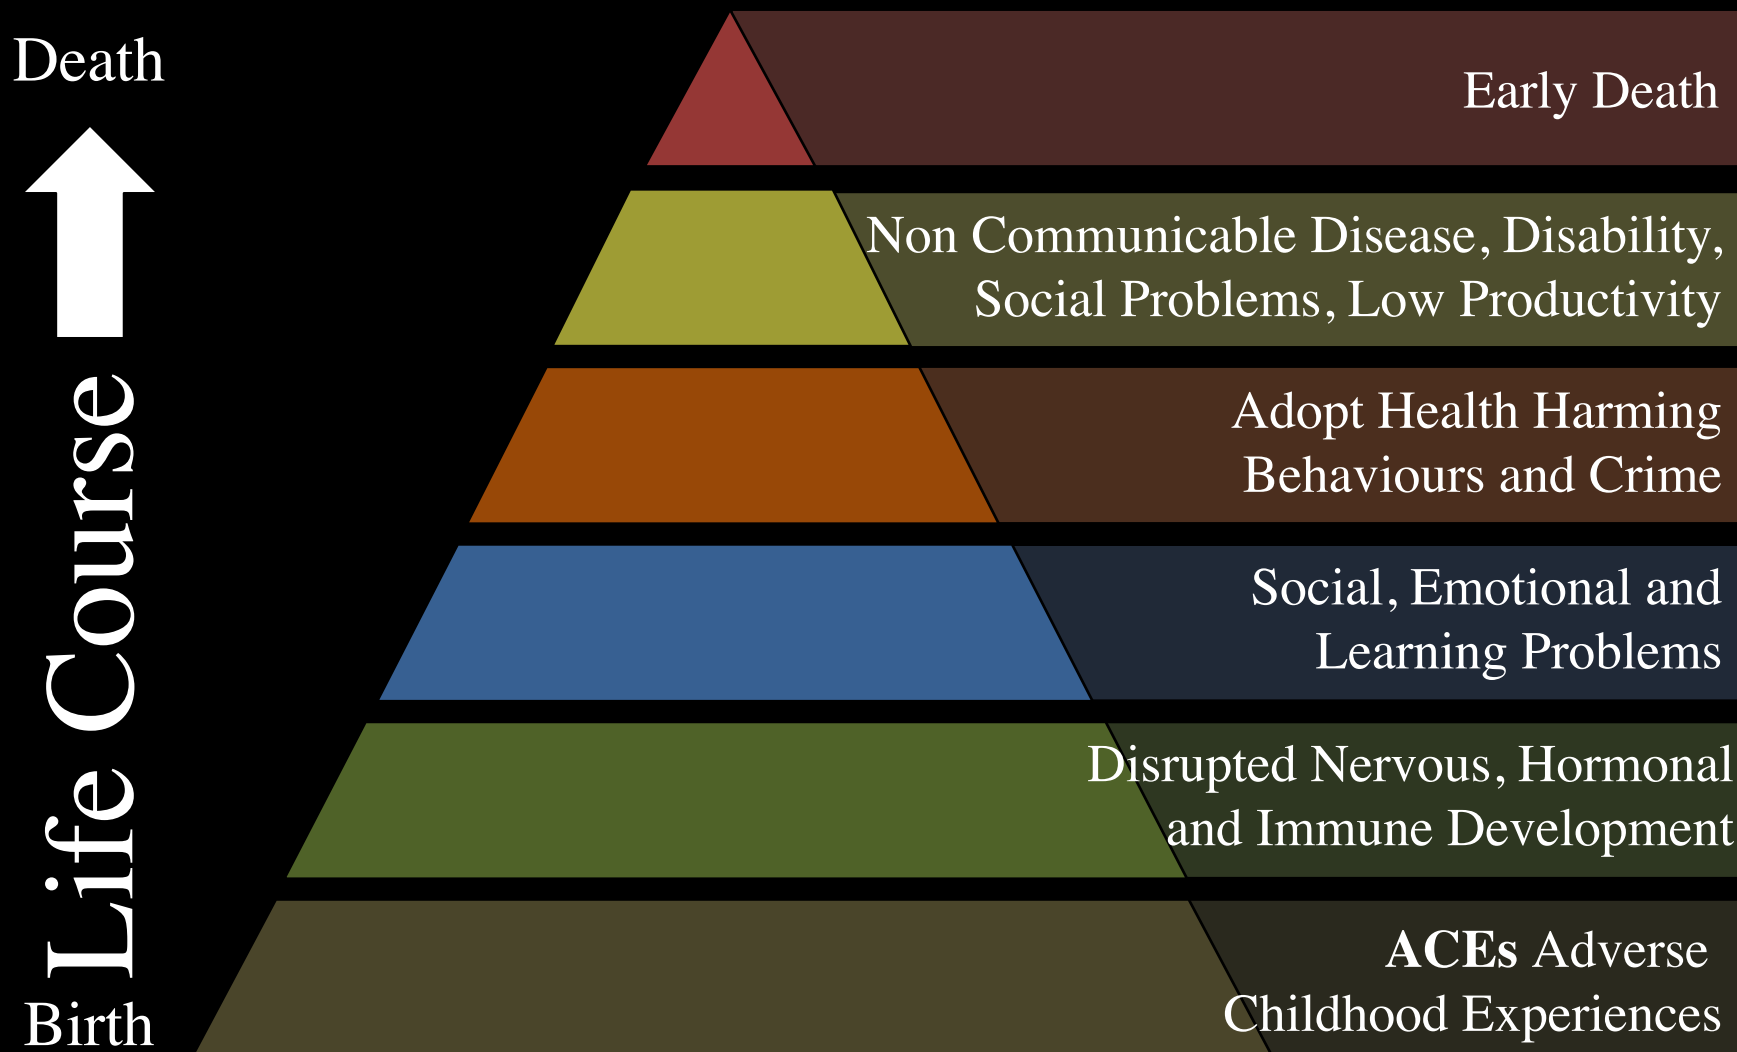 Death
Life Course
Birth
Early Death
Non Communicable Disease, Disability,
Social Problems, Low Productivity
Adopt Health Harming
Behaviours and Crime
Social, Emotional and
Learning Problems
Disrupted Nervous, Hormonal
and Immune Development
ACEs Adverse
Childhood Experiences